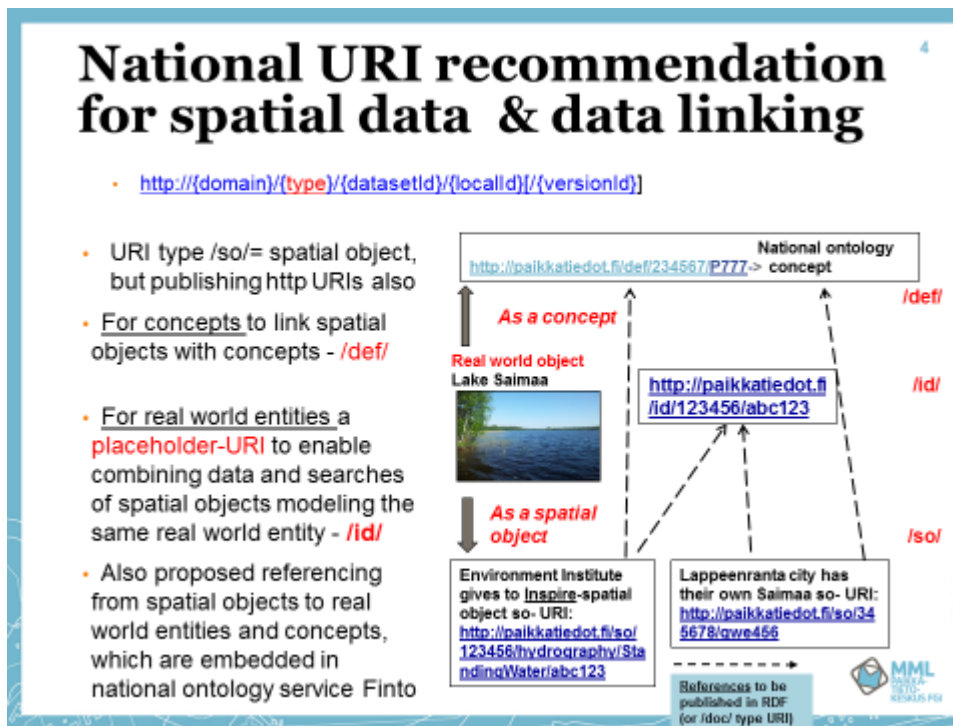 4
National URI recommendation
for spatial data & data linking
• http://{domain}/{type}/{datasetId}/{localId}[/{versionId}]
• URI type /so/= spatial object,
but publishing http URIs also
• For concepts to link spatial
objects with concepts - /def/
• For real world entities a
placeholder-URI to enable
combining data and searches
of spatial objects modeling the
same real world entity - /id/
• Also proposed referencing
from spatial objects to real
world entities and concepts,
which are embedded in
national ontology service Finto
National ontology
http://paikkatiedot.fi/def/234567/P777-> concept
/def/
As a concept
Real world object
Lake Saimaa
http://paikkatiedot.fi
/id/123456/abc123
/id/
As a spatial
object
/so/
Environment Institute
gives to Inspire-spatial
object so- URI:
http://paikkatiedot.fi/so/
123456/hydrography/Sta
ndingWater/abc123
Lappeenranta city has
their own Saimaa so- URI:
http://paikkatiedot.fi/so/34
5678/qwe456
References to be
published in RDF
(or /doc/ type URI)
MML
PAIKKA-
TIETO-
KESKUS FGI